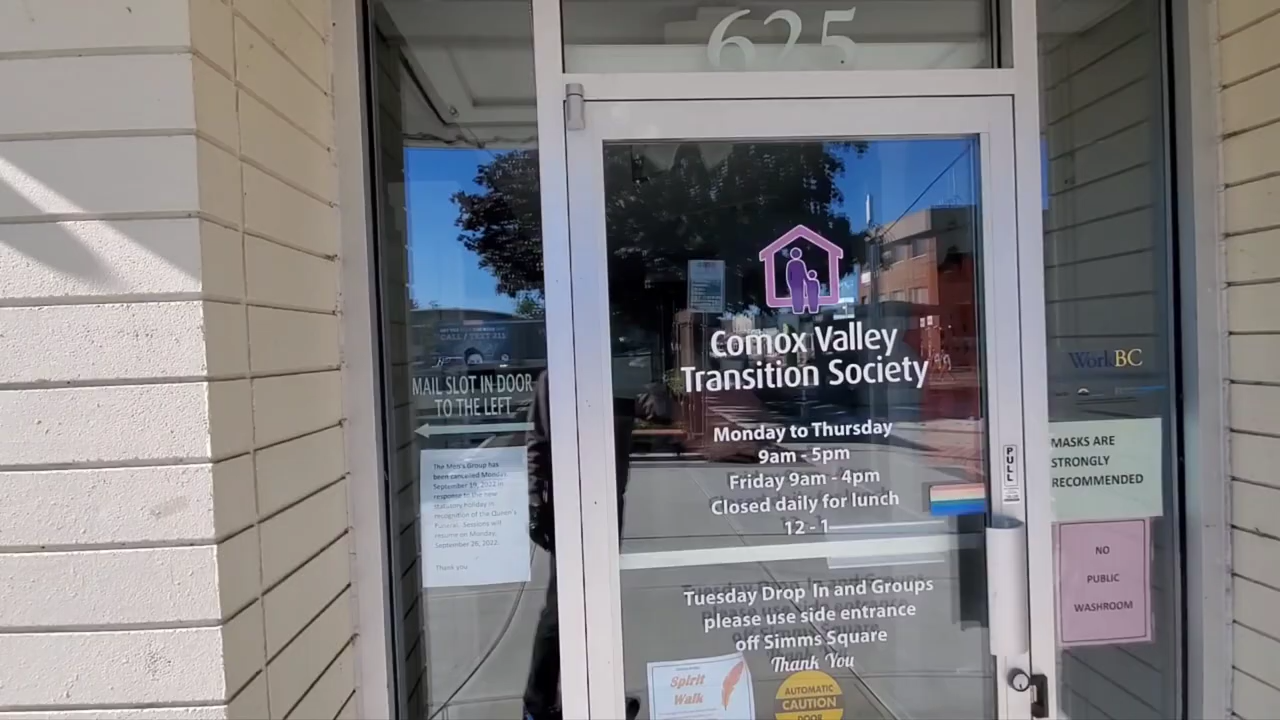 625
Comox Valley
Transition Society
Monday to Thursday
9am - 5pm
Friday 9am - 4pm
Closed daily for lunch
12 - 1
Tuesday Drop In and Groups
please use side entrance
off Simms Square
Thank You
Spirit
Walk
AUTOMATIC
CAUTION
DOOR
CALL / TEXT 211
MAIL SLOT IN DOOR
TO THE LEFT
The Men's Group has
been cancelled Monday
September 19, 2022 in
response to the new
statutory holiday in
recognition of the Queen's
Funeral. Sessions will
resume on Monday,
September 26, 2022.
Thank you
PULL
WorkBC
MASKS ARE
STRONGLY
RECOMMENDED
NO
PUBLIC
WASHROOM